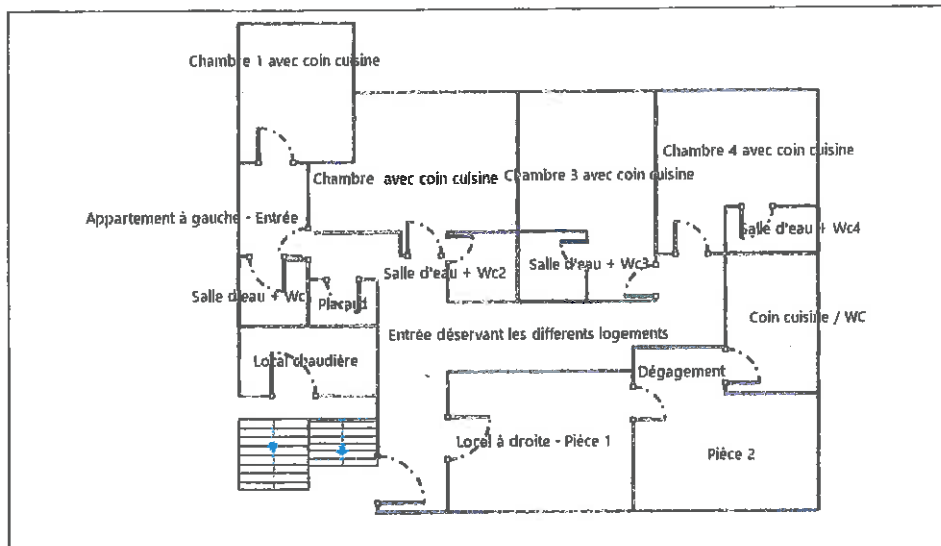 Chambre 1 avec coin cuisine
Chambre 4 avec coin cuisine
Chambre avec coin cuisine
Chambre 3 avec coin cuisine
Appartement à gauche - Entrée
Salle d'eau + Wc4
Salle d'eau + Wc2
Salle d'eau + Wc3
Salle d'eau + Wc
Placard
Entrée déservant les differents logements
Coin cuisine / WC
Local chaudière
Dégagement
Local à droite - Pièce 1
Pièce 2